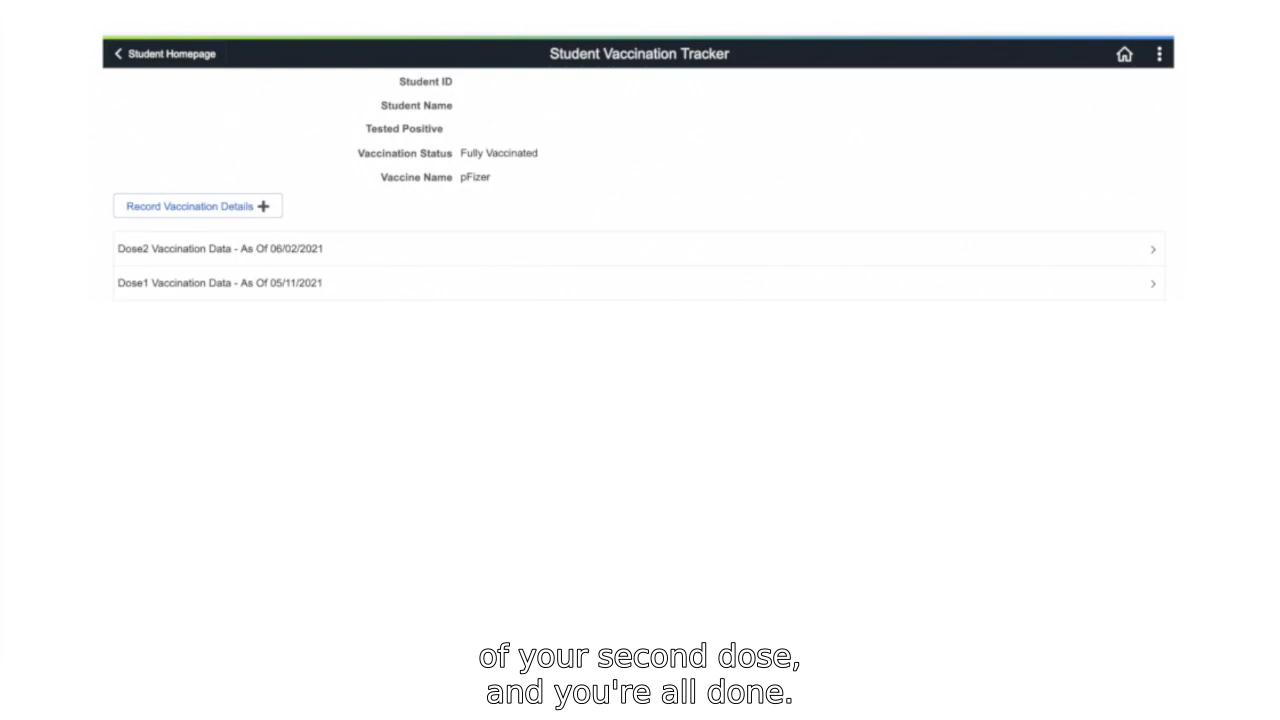 Student Homepage
Student Vaccination Tracker
Student ID
Student Name
Tested Positive
Vaccination Status Fully Vaccinated
Vaccine Name pFizer
Record Vaccination Details
Dose2 Vaccination Data - As Of 06/02/2021
Dose1 Vaccination Data - As Of 05/11/2021
of your second dose,
and you're all done.